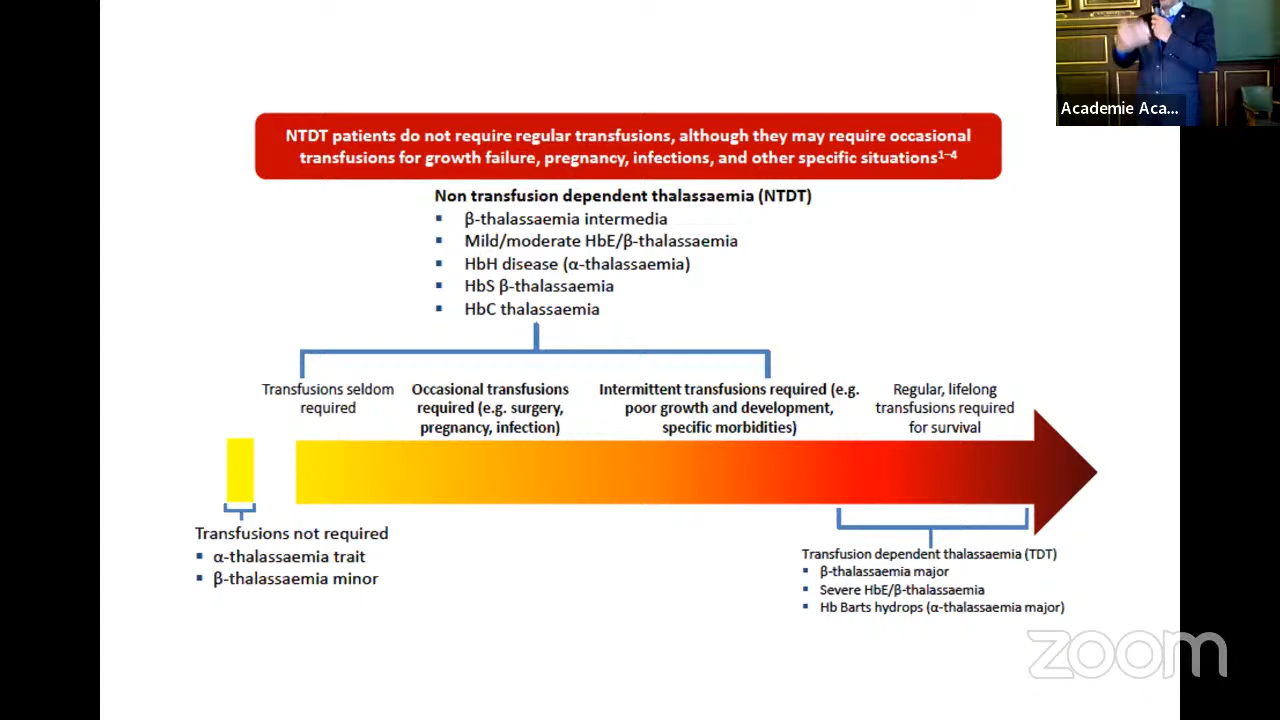 Academie Aca...
NTDT patients do not require regular transfusions, although they may require occasional
transfusions for growth failure, pregnancy, infections, and other specific situations¹⁻⁴
Non transfusion dependent thalassaemia (NTDT)
▪ β-thalassaemia intermedia
▪ Mild/moderate HbE/β-thalassaemia
▪ HbH disease (α-thalassaemia)
▪ HbS β-thalassaemia
▪ HbC thalassaemia
Transfusions seldom
required
Occasional transfusions
required (e.g. surgery,
pregnancy, infection)
Intermittent transfusions required (e.g.
poor growth and development,
specific morbidities)
Regular, lifelong
transfusions required
for survival
Transfusions not required
▪ α-thalassaemia trait
▪ β-thalassaemia minor
Transfusion dependent thalassaemia (TDT)
▪ β-thalassaemia major
▪ Severe HbE/β-thalassaemia
▪ Hb Barts hydrops (α-thalassaemia major)
zoom